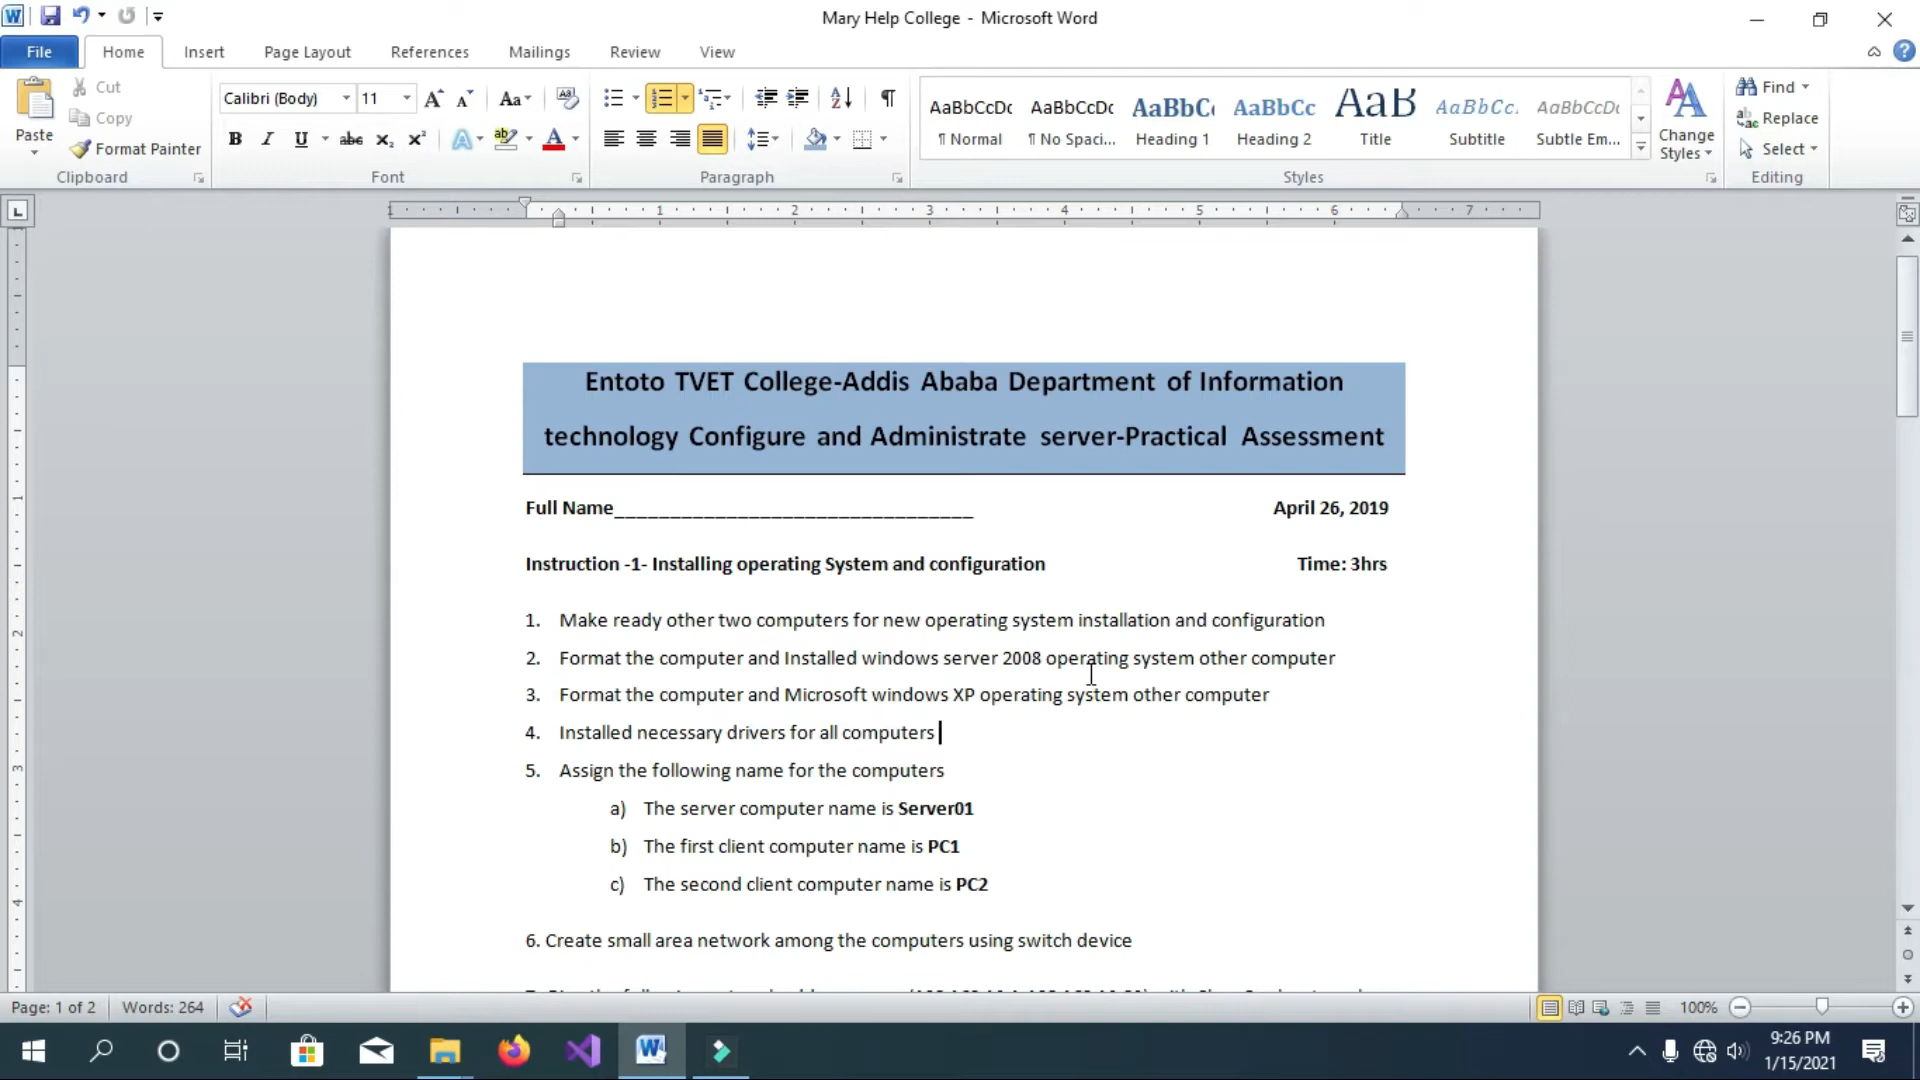 Mary Help College - Microsoft Word
File Home Insert Page Layout References Mailings Review View
Paste
Cut
Copy
Format Painter
Clipboard
Calibri (Body) 11
Font
Paragraph
AaBbCcDc AaBbCcDc AaBbC AaBbCc AaB AaBbCc. AaBbCcDc
¶ Normal ¶ No Spaci... Heading 1 Heading 2 Title Subtitle Subtle Em...
Styles
Change Styles
Find
Replace
Select
Editing
1 1 2 3 4 5 6 7
Entoto TVET College-Addis Ababa Department of Information
technology Configure and Administrate server-Practical Assessment
Full Name________________________________ April 26, 2019
Instruction -1- Installing operating System and configuration Time: 3hrs
1. Make ready other two computers for new operating system installation and configuration
2. Format the computer and Installed windows server 2008 operating system other computer
3. Format the computer and Microsoft windows XP operating system other computer
4. Installed necessary drivers for all computers
5. Assign the following name for the computers
a) The server computer name is Server01
b) The first client computer name is PC1
c) The second client computer name is PC2
6. Create small area network among the computers using switch device
Page: 1 of 2 Words: 264 100%
9:26 PM
1/15/2021